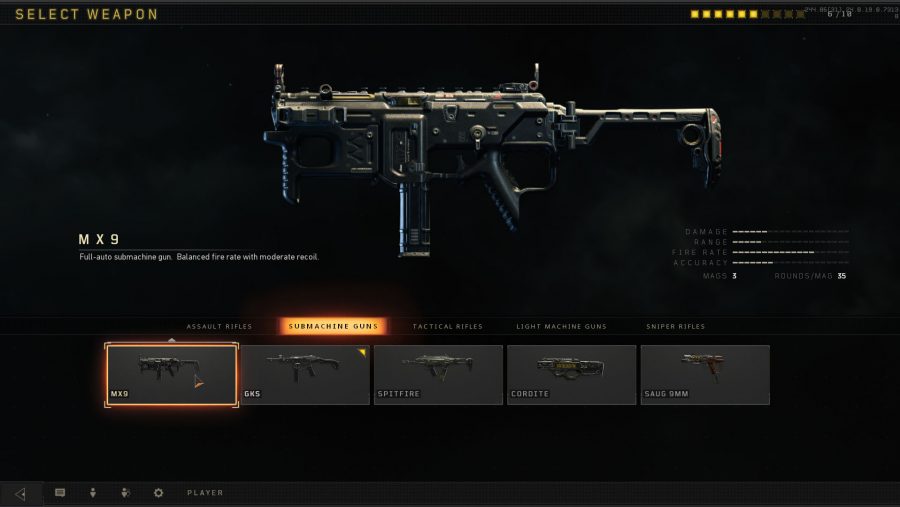 SELECT WEAPON
6/10
MX9
Full-auto submachine gun. Balanced fire rate with moderate recoil.
DAMAGE
RANGE
FIRE RATE
ACCURACY
MAGS 3 ROUNDS/MAG 35
ASSAULT RIFLES SUBMACHINE GUNS TACTICAL RIFLES LIGHT MACHINE GUNS SNIPER RIFLES
MX9 GKS SPITFIRE CORDITE SAUG 9MM
PLAYER